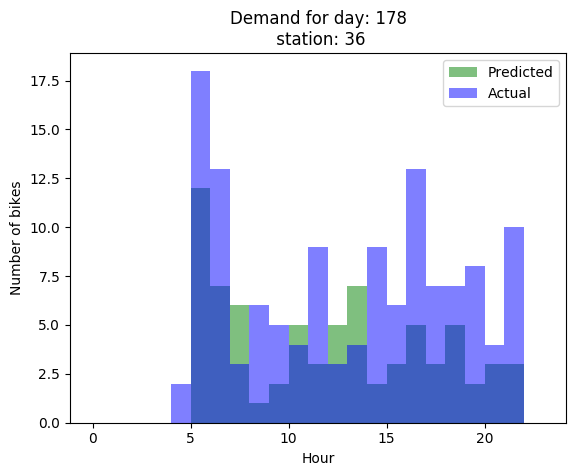 Demand for day: 178
station: 36
Predicted
Actual
Number of bikes
17.5
15.0
12.5
10.0
7.5
5.0
2.5
0.0
0
5
10
15
20
Hour